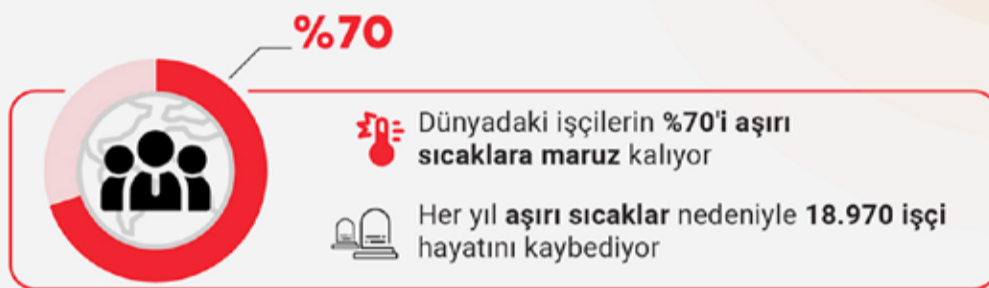 %70
Dünyadaki işçilerin %70'i aşırı
sıcaklara maruz kalıyor
Her yıl aşırı sıcaklar nedeniyle 18.970 işçi
hayatını kaybediyor